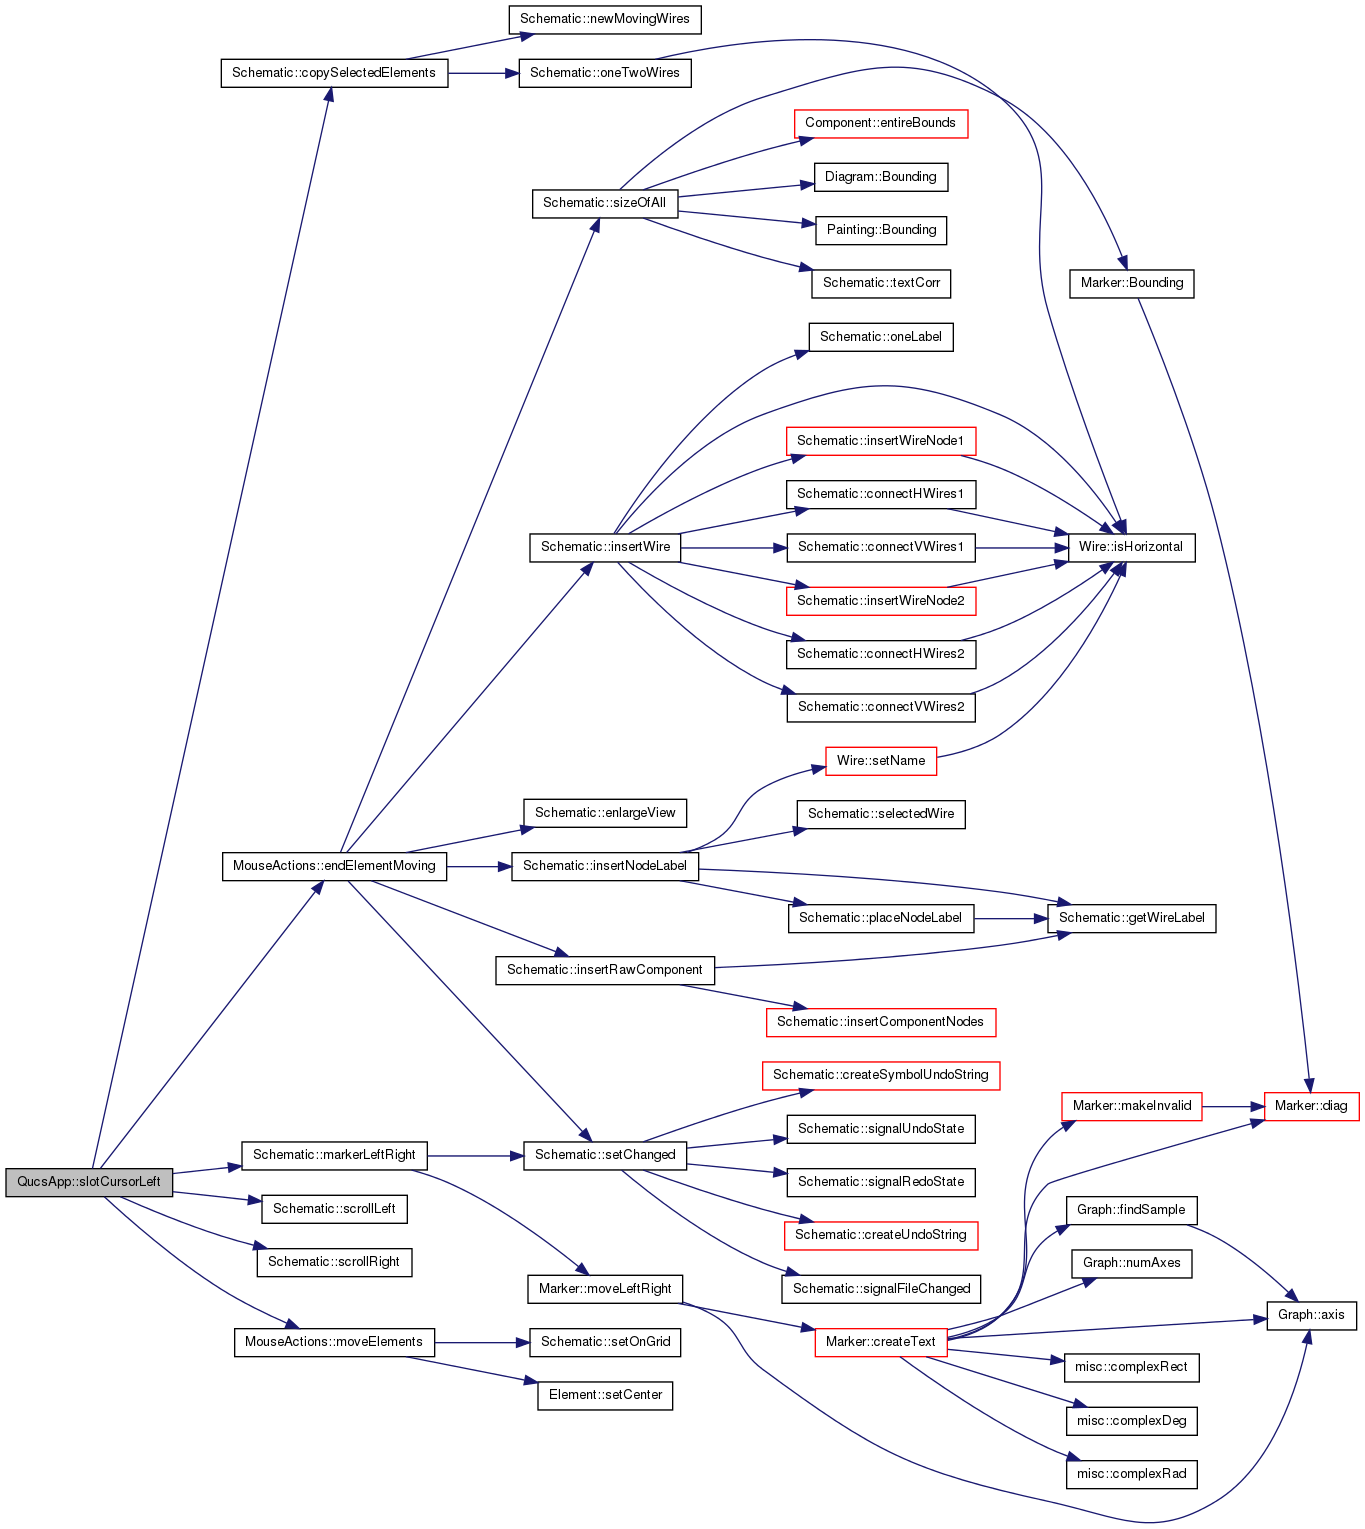 Schematic::newMovingWires
Schematic::copySelectedElements
Schematic::oneTwoWires
Component::entireBounds
Diagram::Bounding
Schematic::sizeOfAll
Painting::Bounding
Schematic::textCorr
Marker::Bounding
Schematic::oneLabel
Schematic::insertWireNode1
Schematic::connectHWires1
Schematic::insertWire
Schematic::connectVWires1
Wire::isHorizontal
Schematic::insertWireNode2
Schematic::connectHWires2
Schematic::connectVWires2
Wire::setName
Schematic::enlargeView
Schematic::selectedWire
MouseActions::endElementMoving
Schematic::insertNodeLabel
Schematic::placeNodeLabel
Schematic::getWireLabel
Schematic::insertRawComponent
Schematic::insertComponentNodes
Schematic::createSymbolUndoString
Marker::makeInvalid
Marker::diag
Schematic::signalUndoState
Schematic::markerLeftRight
Schematic::setChanged
QucsApp::slotCursorLeft
Schematic::signalRedoState
Schematic::scrollLeft
Graph::findSample
Schematic::createUndoString
Schematic::scrollRight
Graph::numAxes
Marker::moveLeftRight
Schematic::signalFileChanged
Graph::axis
MouseActions::moveElements
Schematic::setOnGrid
Marker::createText
misc::complexRect
Element::setCenter
misc::complexDeg
misc::complexRad